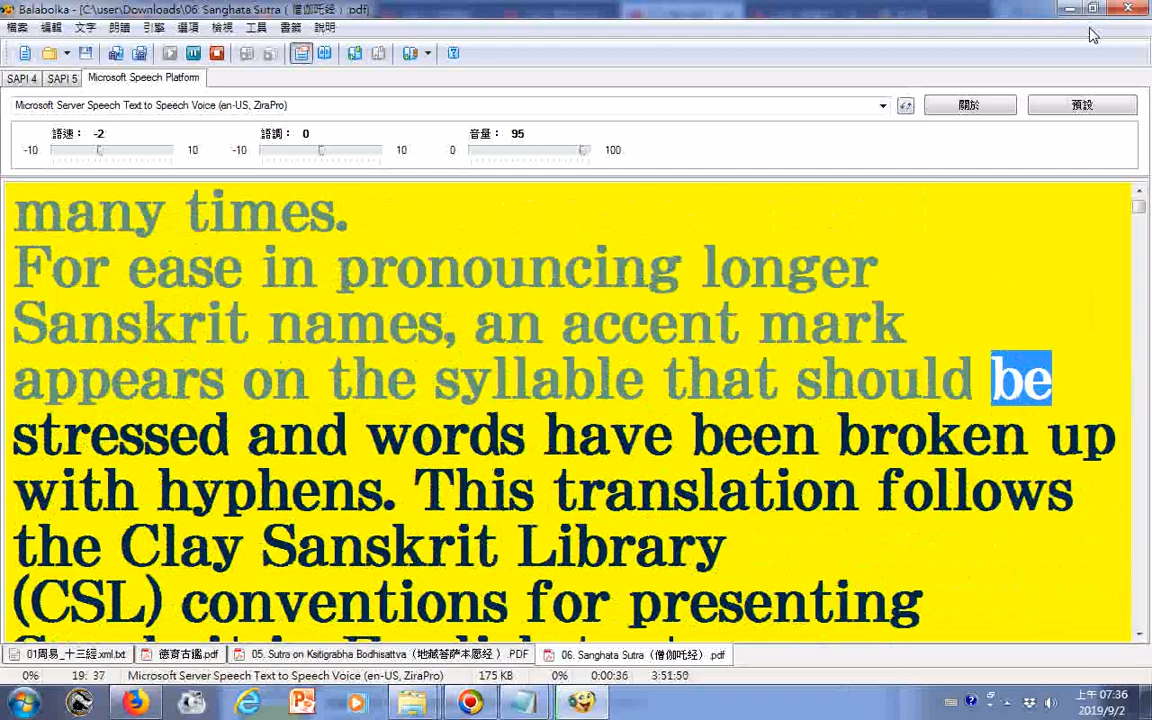 Balabolka - [C:\user\Downloads\06. Sanghata Sutra（僧伽吒经）.pdf]
檔案 編輯 文字 朗讀 引擎 選項 檢視 工具 書籤 說明
SAPI 4 SAPI 5 Microsoft Speech Platform
Microsoft Server Speech Text to Speech Voice (en-US, ZiraPro) 關於 預設
語速： -2 語調： 0 音量： 95
-10 10 -10 10 0 100
many times.
For ease in pronouncing longer
Sanskrit names, an accent mark
appears on the syllable that should be
stressed and words have been broken up
with hyphens. This translation follows
the Clay Sanskrit Library
(CSL) conventions for presenting
01周易_十三經.xml.txt 德育古鑑.pdf 05. Sutra on Ksitigrabha Bodhisattva（地藏菩萨本愿经）.PDF 06. Sanghata Sutra（僧伽吒经）.pdf
0% 19: 37 Microsoft Server Speech Text to Speech Voice (en-US, ZiraPro) 175 KB 0% 0:00:36 3:51:50
上午 07:36
2019/9/2